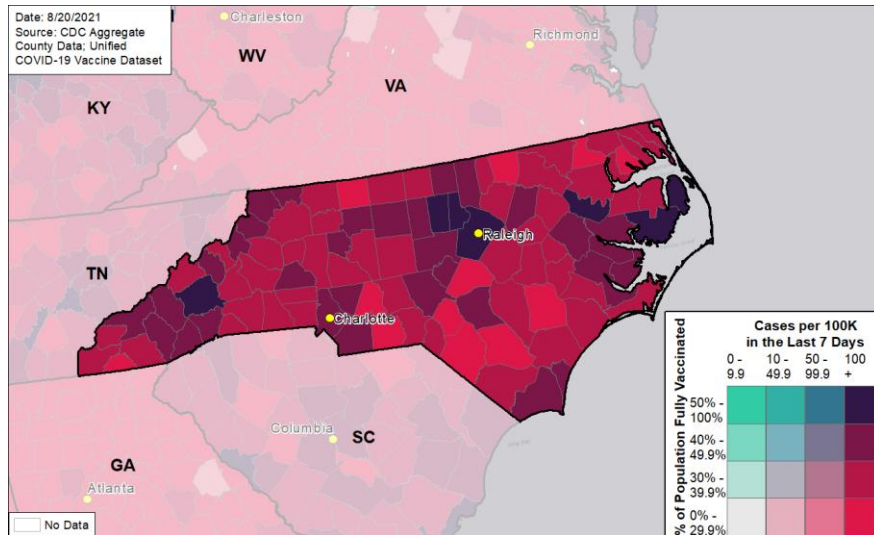 Date: 8/20/2021
Source: CDC Aggregate
County Data; Unified
COVID-19 Vaccine Dataset
Charleston
WV
Richmond
KY
VA
TN
Raleigh
Charlotte
Columbia
SC
GA
Atlanta
No Data
Cases per 100K
in the Last 7 Days
0 - 10 - 50 - 100
9.9 49.9 99.9 +
% of Population Fully Vaccinated
50% -
100%
40% -
49.9%
30% -
39.9%
0% -
29.9%